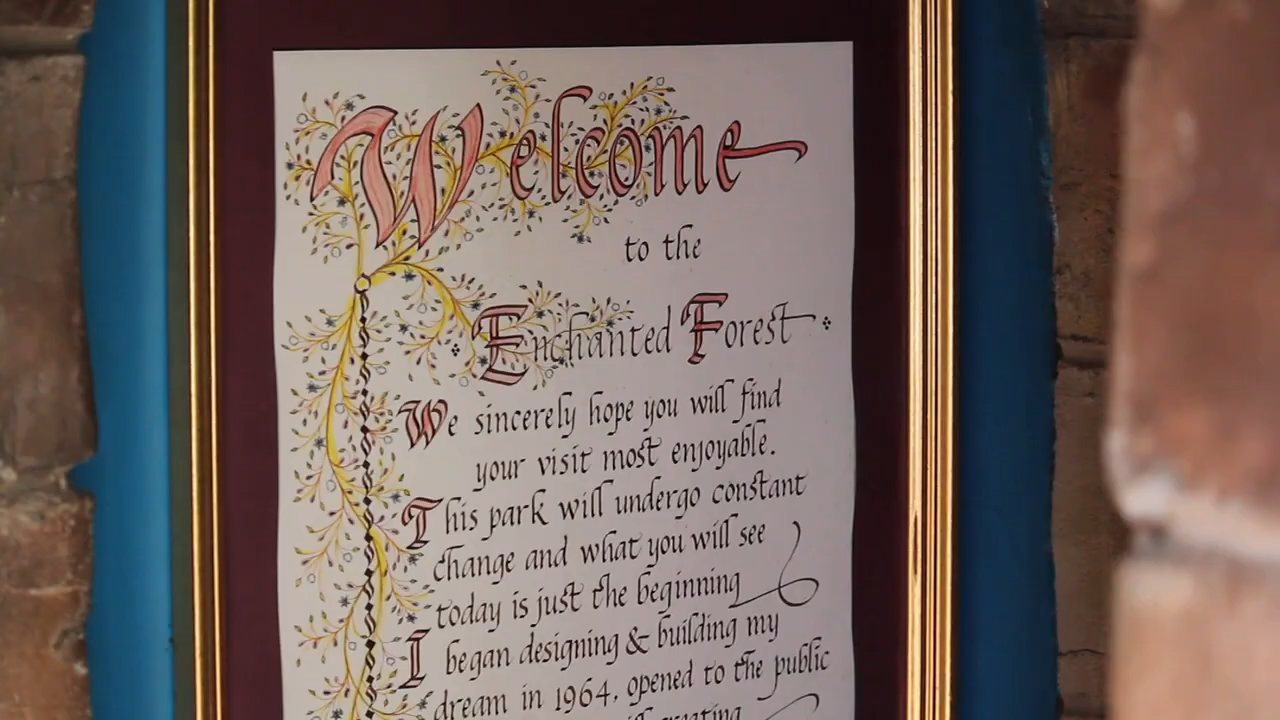 Welcome
to the
Enchanted Forest
We sincerely hope you will find
your visit most enjoyable.
This park will undergo constant
change and what you will see
today is just the beginning
I began designing & building my
dream in 1964, opened to the public
creating